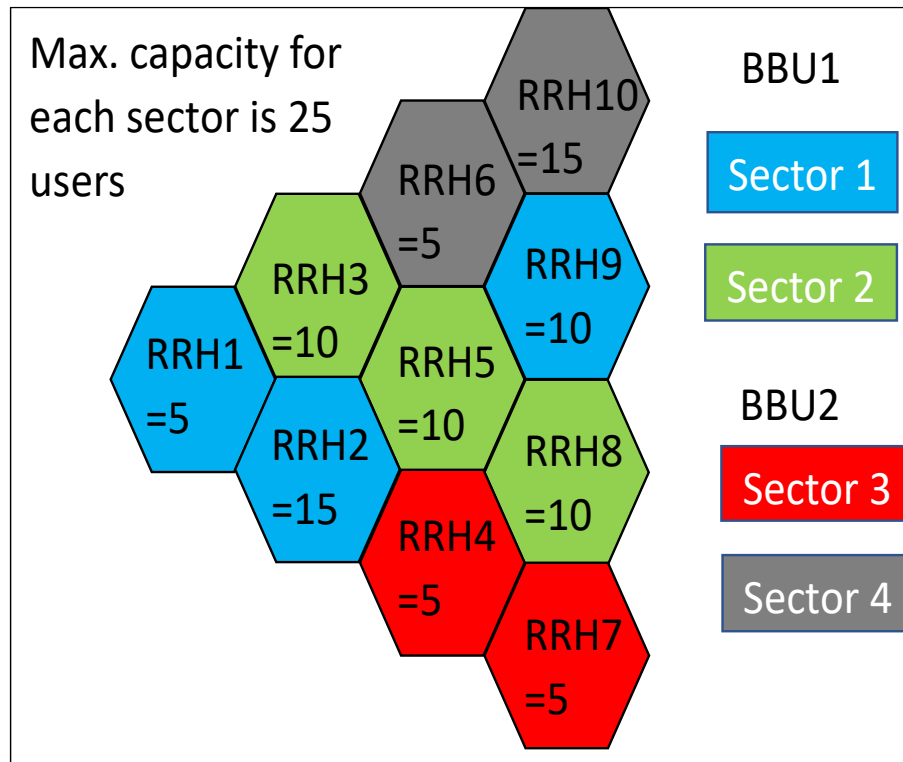 Max. capacity for
each sector is 25
users
RRH10
=15
RRH6
=5
RRH3
=10
RRH9
=10
RRH1
=5
RRH5
=10
RRH2
=15
RRH8
=10
RRH4
=5
RRH7
=5
BBU1
Sector 1
Sector 2
BBU2
Sector 3
Sector 4